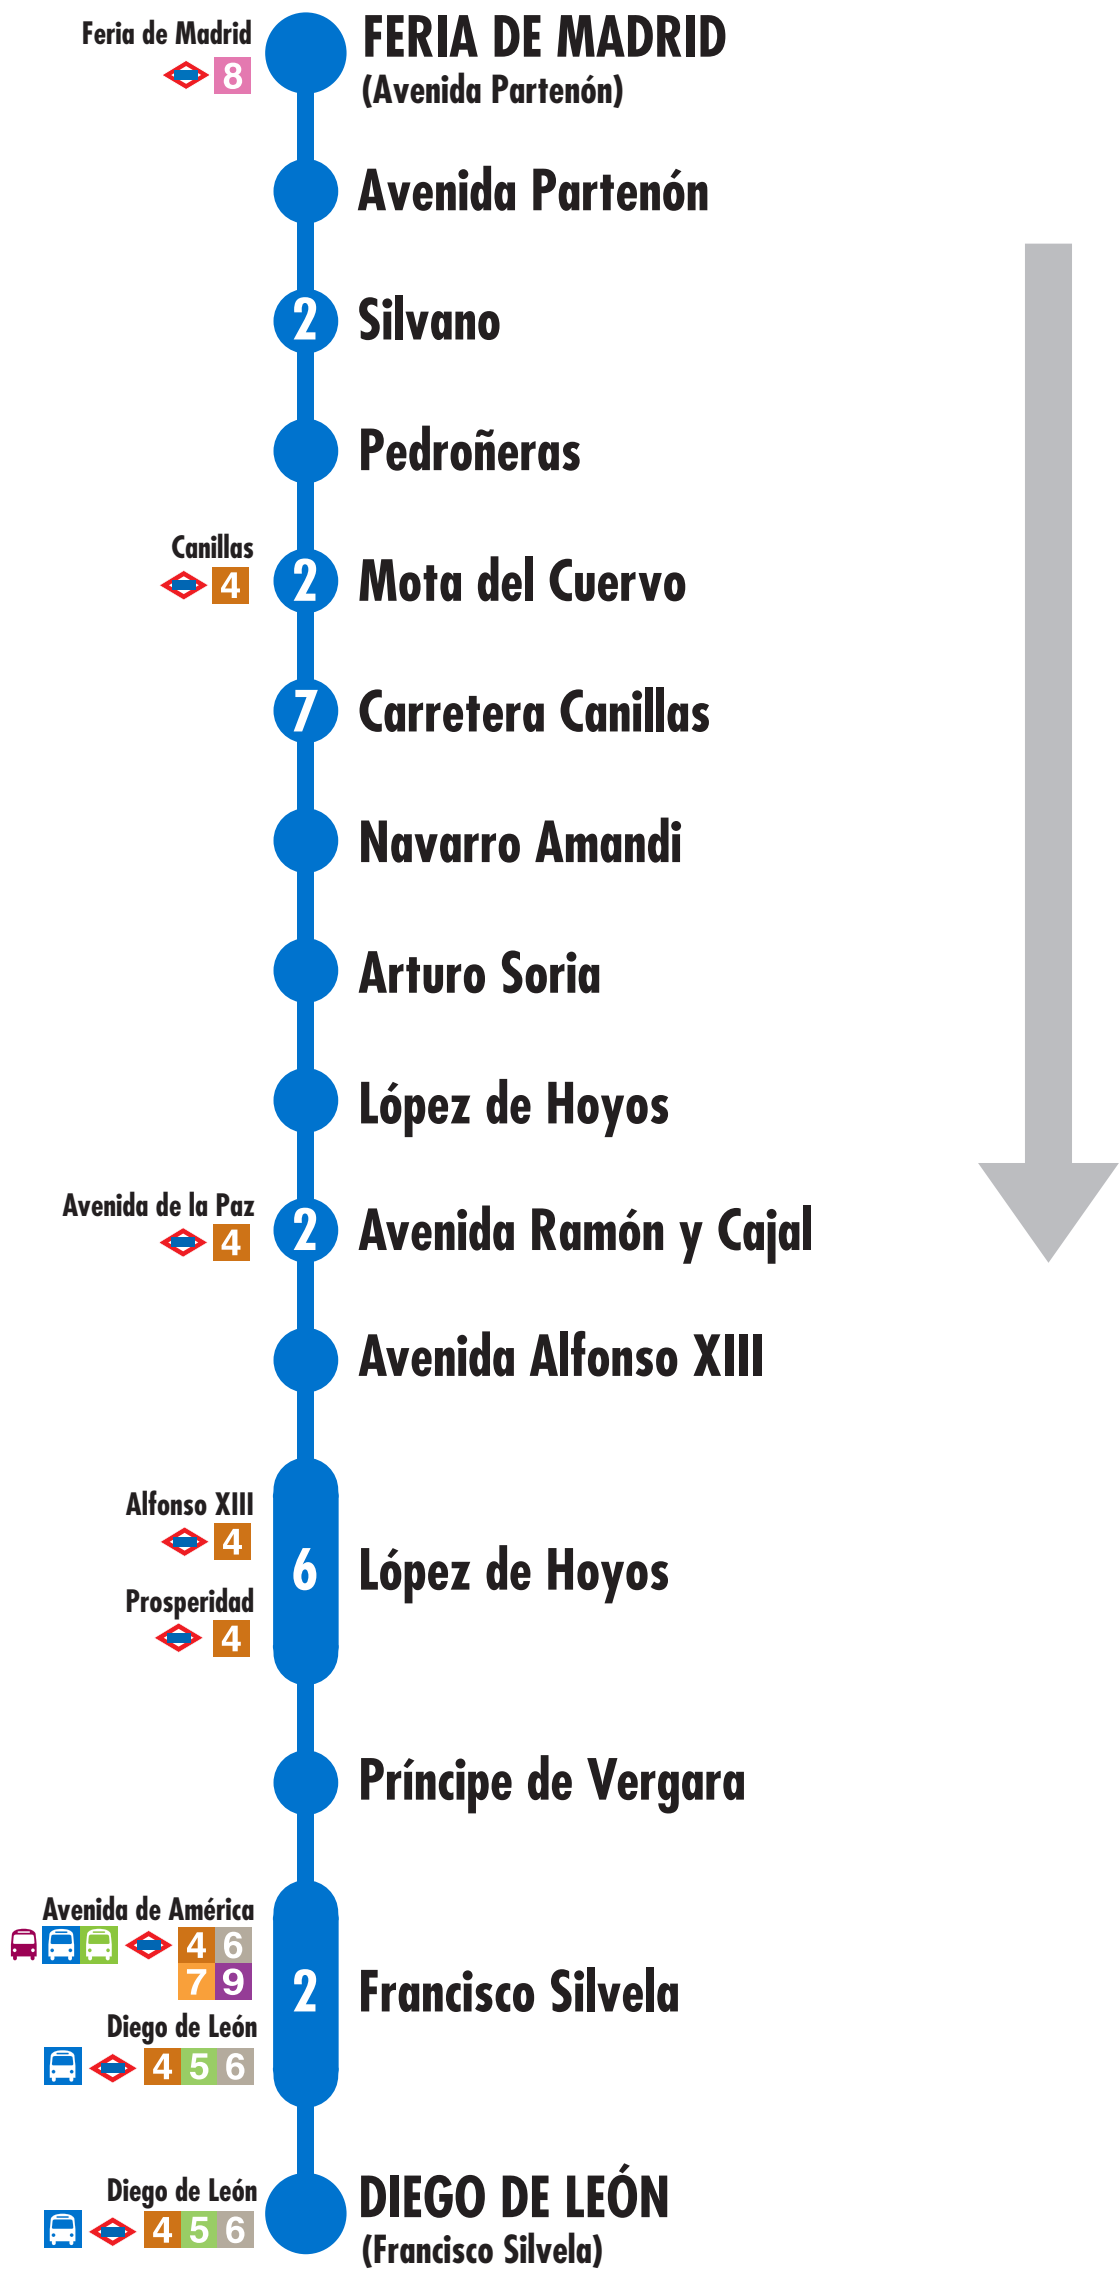 Feria de Madrid
8
FERIA DE MADRID
(Avenida Partenón)
Avenida Partenón
2 Silvano
Pedroñeras
Canillas
4
2 Mota del Cuervo
7 Carretera Canillas
Navarro Amandi
Arturo Soria
López de Hoyos
Avenida de la Paz
4
2 Avenida Ramón y Cajal
Avenida Alfonso XIII
Alfonso XIII
4
6 López de Hoyos
Prosperidad
4
Príncipe de Vergara
Avenida de América
4 6
7 9
2 Francisco Silvela
Diego de León
4 5 6
Diego de León
4 5 6
DIEGO DE LEÓN
(Francisco Silvela)